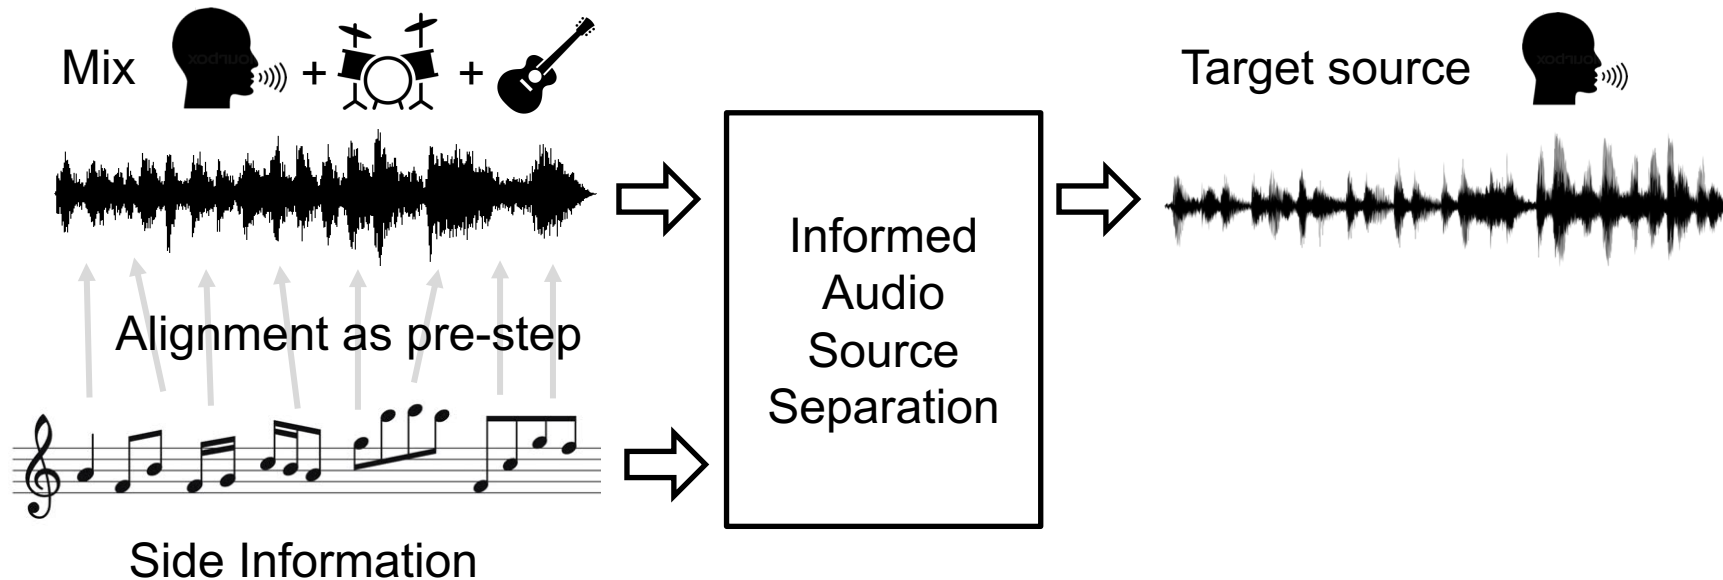 Mix
+
+
Target source
Informed
Audio
Source
Separation
Alignment as pre-step
Side Information